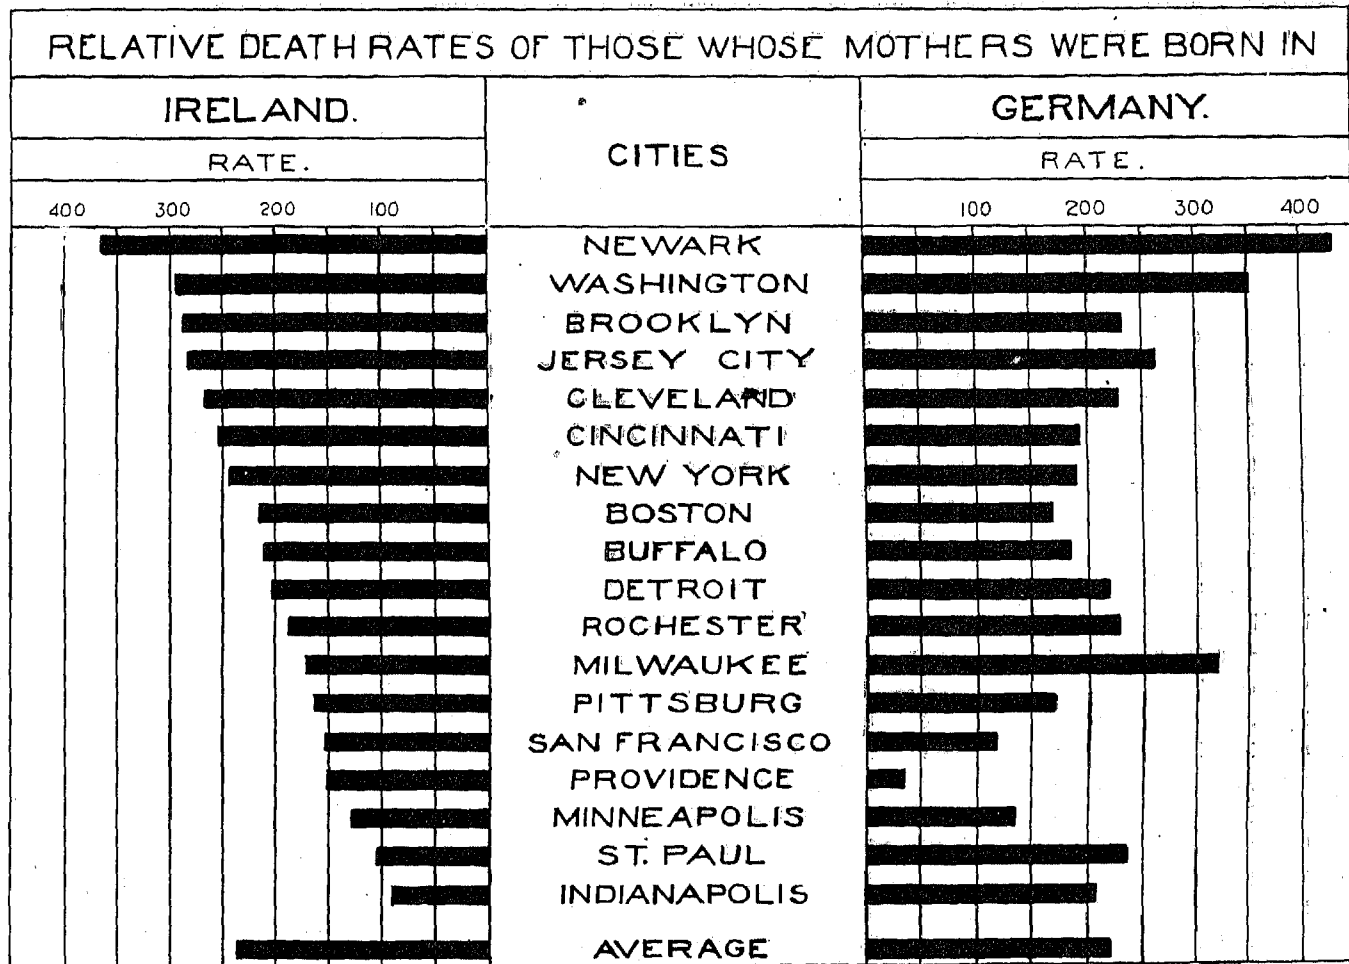 RELATIVE DEATH RATES OF THOSE WHOSE MOTHERS WERE BORN IN
IRELAND.
CITIES
GERMANY.
RATE.
RATE.
400 300 200 100
100 200 300 400
NEWARK
WASHINGTON
BROOKLYN
JERSEY CITY
CLEVELAND
CINCINNATI
NEW YORK
BOSTON
BUFFALO
DETROIT
ROCHESTER
MILWAUKEE
PITTSBURG
SAN FRANCISCO
PROVIDENCE
MINNEAPOLIS
ST. PAUL
INDIANAPOLIS
AVERAGE